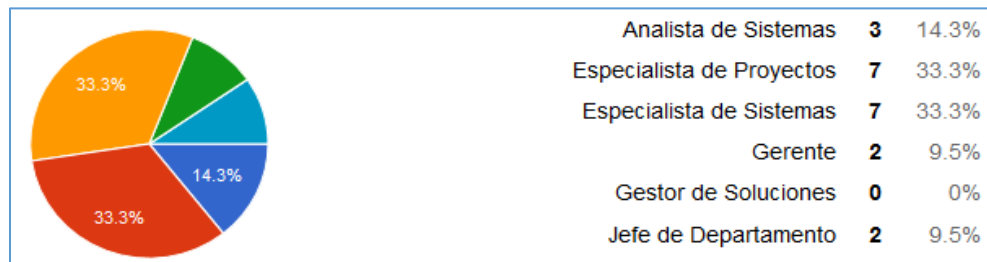 33.3%
14.3%
33.3%
Analista de Sistemas 3 14.3%
Especialista de Proyectos 7 33.3%
Especialista de Sistemas 7 33.3%
Gerente 2 9.5%
Gestor de Soluciones 0 0%
Jefe de Departamento 2 9.5%